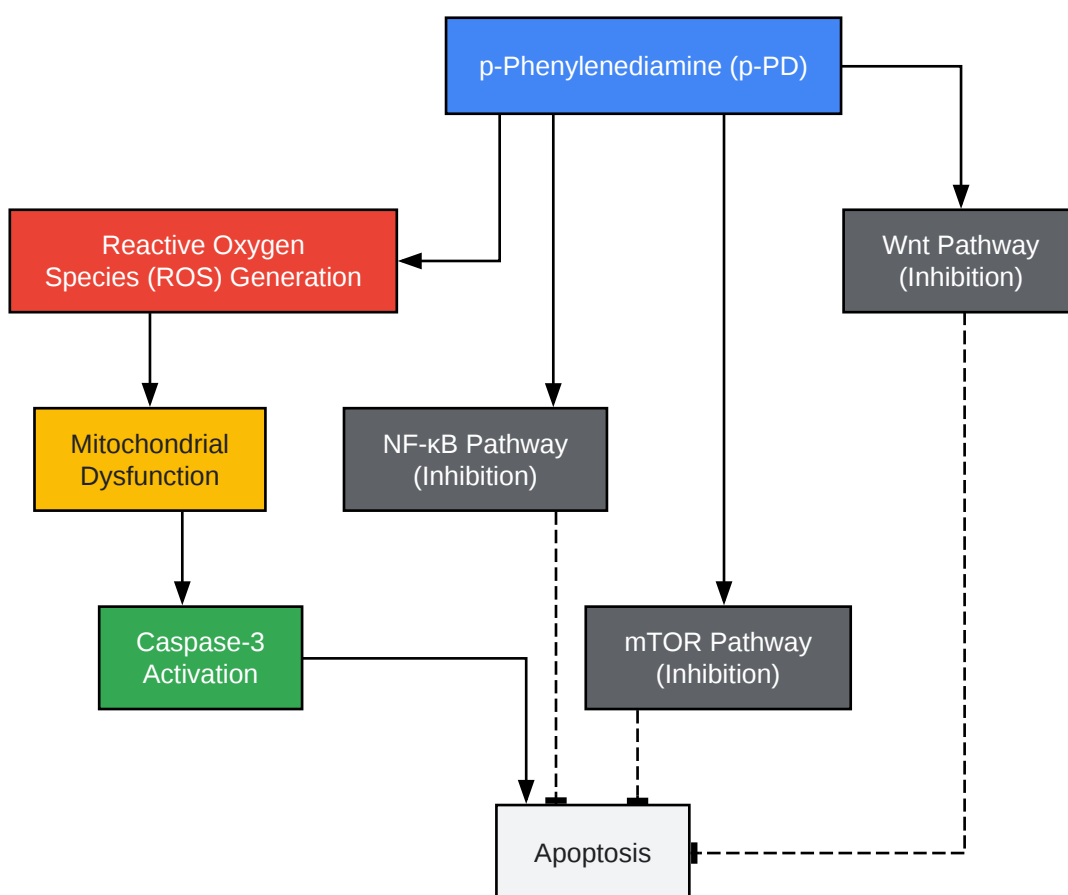 p-Phenylenediamine (p-PD)
Reactive Oxygen
Species (ROS) Generation
Wnt Pathway
(Inhibition)
Mitochondrial
Dysfunction
NF-κB Pathway
(Inhibition)
Caspase-3
Activation
mTOR Pathway
(Inhibition)
Apoptosis